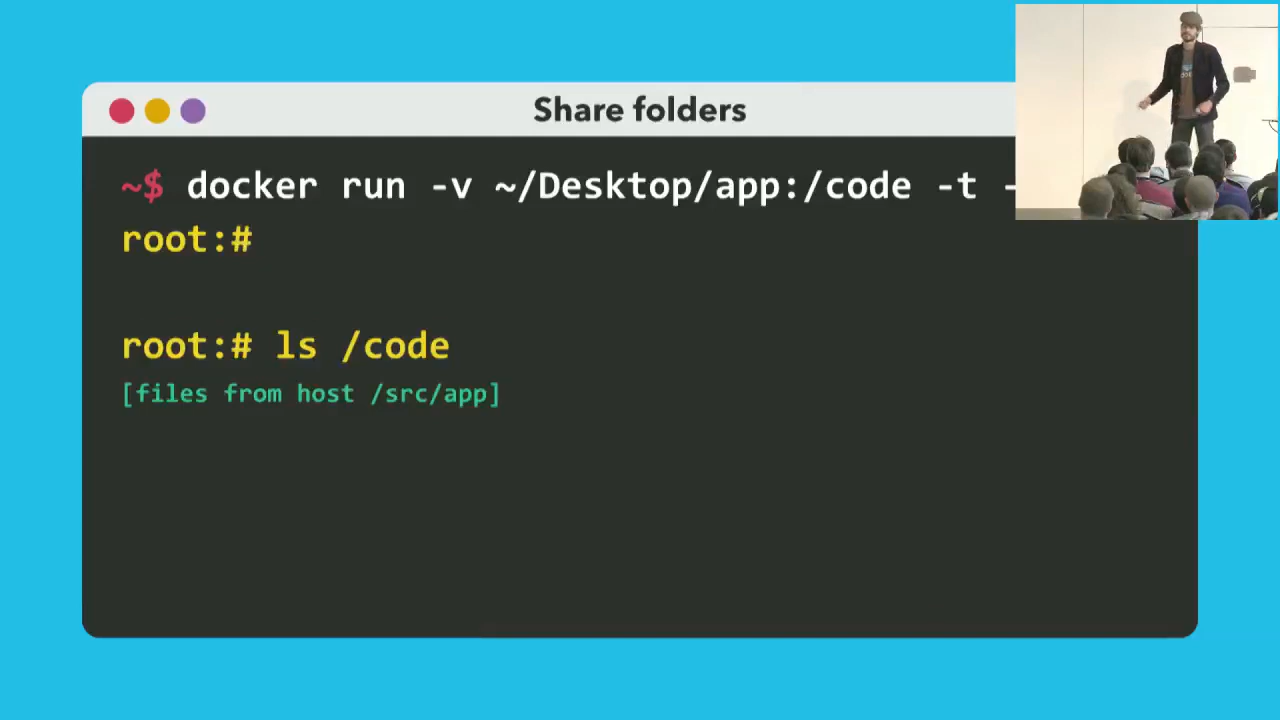 Share folders
~$ docker run -v ~/Desktop/app:/code -t -
root:#
root:# ls /code
[files from host /src/app]